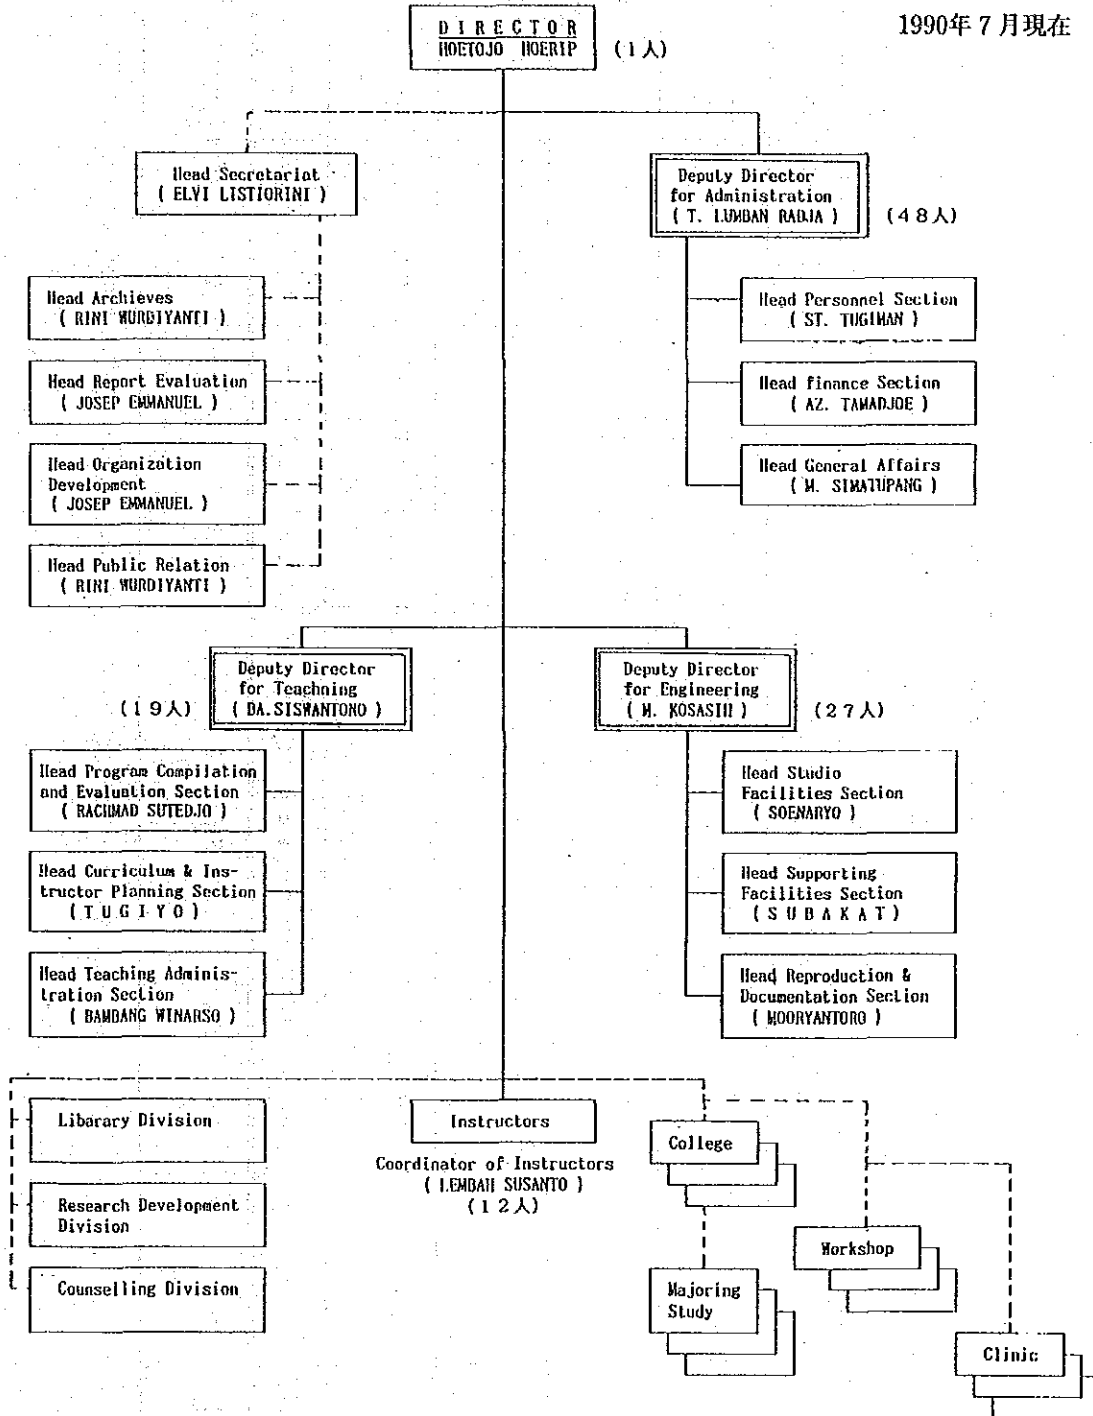 1990年7月現在
DIRECTOR
HOETOJO HOERIP
(1人)
Head Secretariat
( ELVI LISTIORINI )
Deputy Director
for Administration
( T. LUMBAN RADJA )
(48人)
Head Archieves
( RINI WURDIYANTI )
Head Report Evaluation
( JOSEP EMMANUEL )
Head Organization
Development
( JOSEP EMMANUEL )
Head Public Relation
( RINI WURDIYANTI )
Head Personnel Section
( ST. TUGIMAN )
Head finance Section
( AZ. TAMADJOE )
Head General Affairs
( M. SIMATUPANG )
Deputy Director
for Teachning
( DA.SISWANTONO )
(19人)
Deputy Director
for Engineering
( M. KOSASIH )
(27人)
Head Program Compilation
and Evaluation Section
( RACHMAD SUTEDJO )
Head Curriculum & Ins-
tructor Planning Section
( T U G I Y O )
Head Teaching Adminis-
tration Section
( BAMBANG WINARSO )
Head Studio
Facilities Section
( SOENARYO )
Head Supporting
Facilities Section
( S U B A K A T )
Head Reproduction &
Documentation Section
( MOORYANTORO )
Libarary Division
Research Development
Division
Counselling Division
Instructors
Coordinator of Instructors
( LEMBAH SUSANTO )
(12人)
College
Majoring
Study
Workshop
Clinic